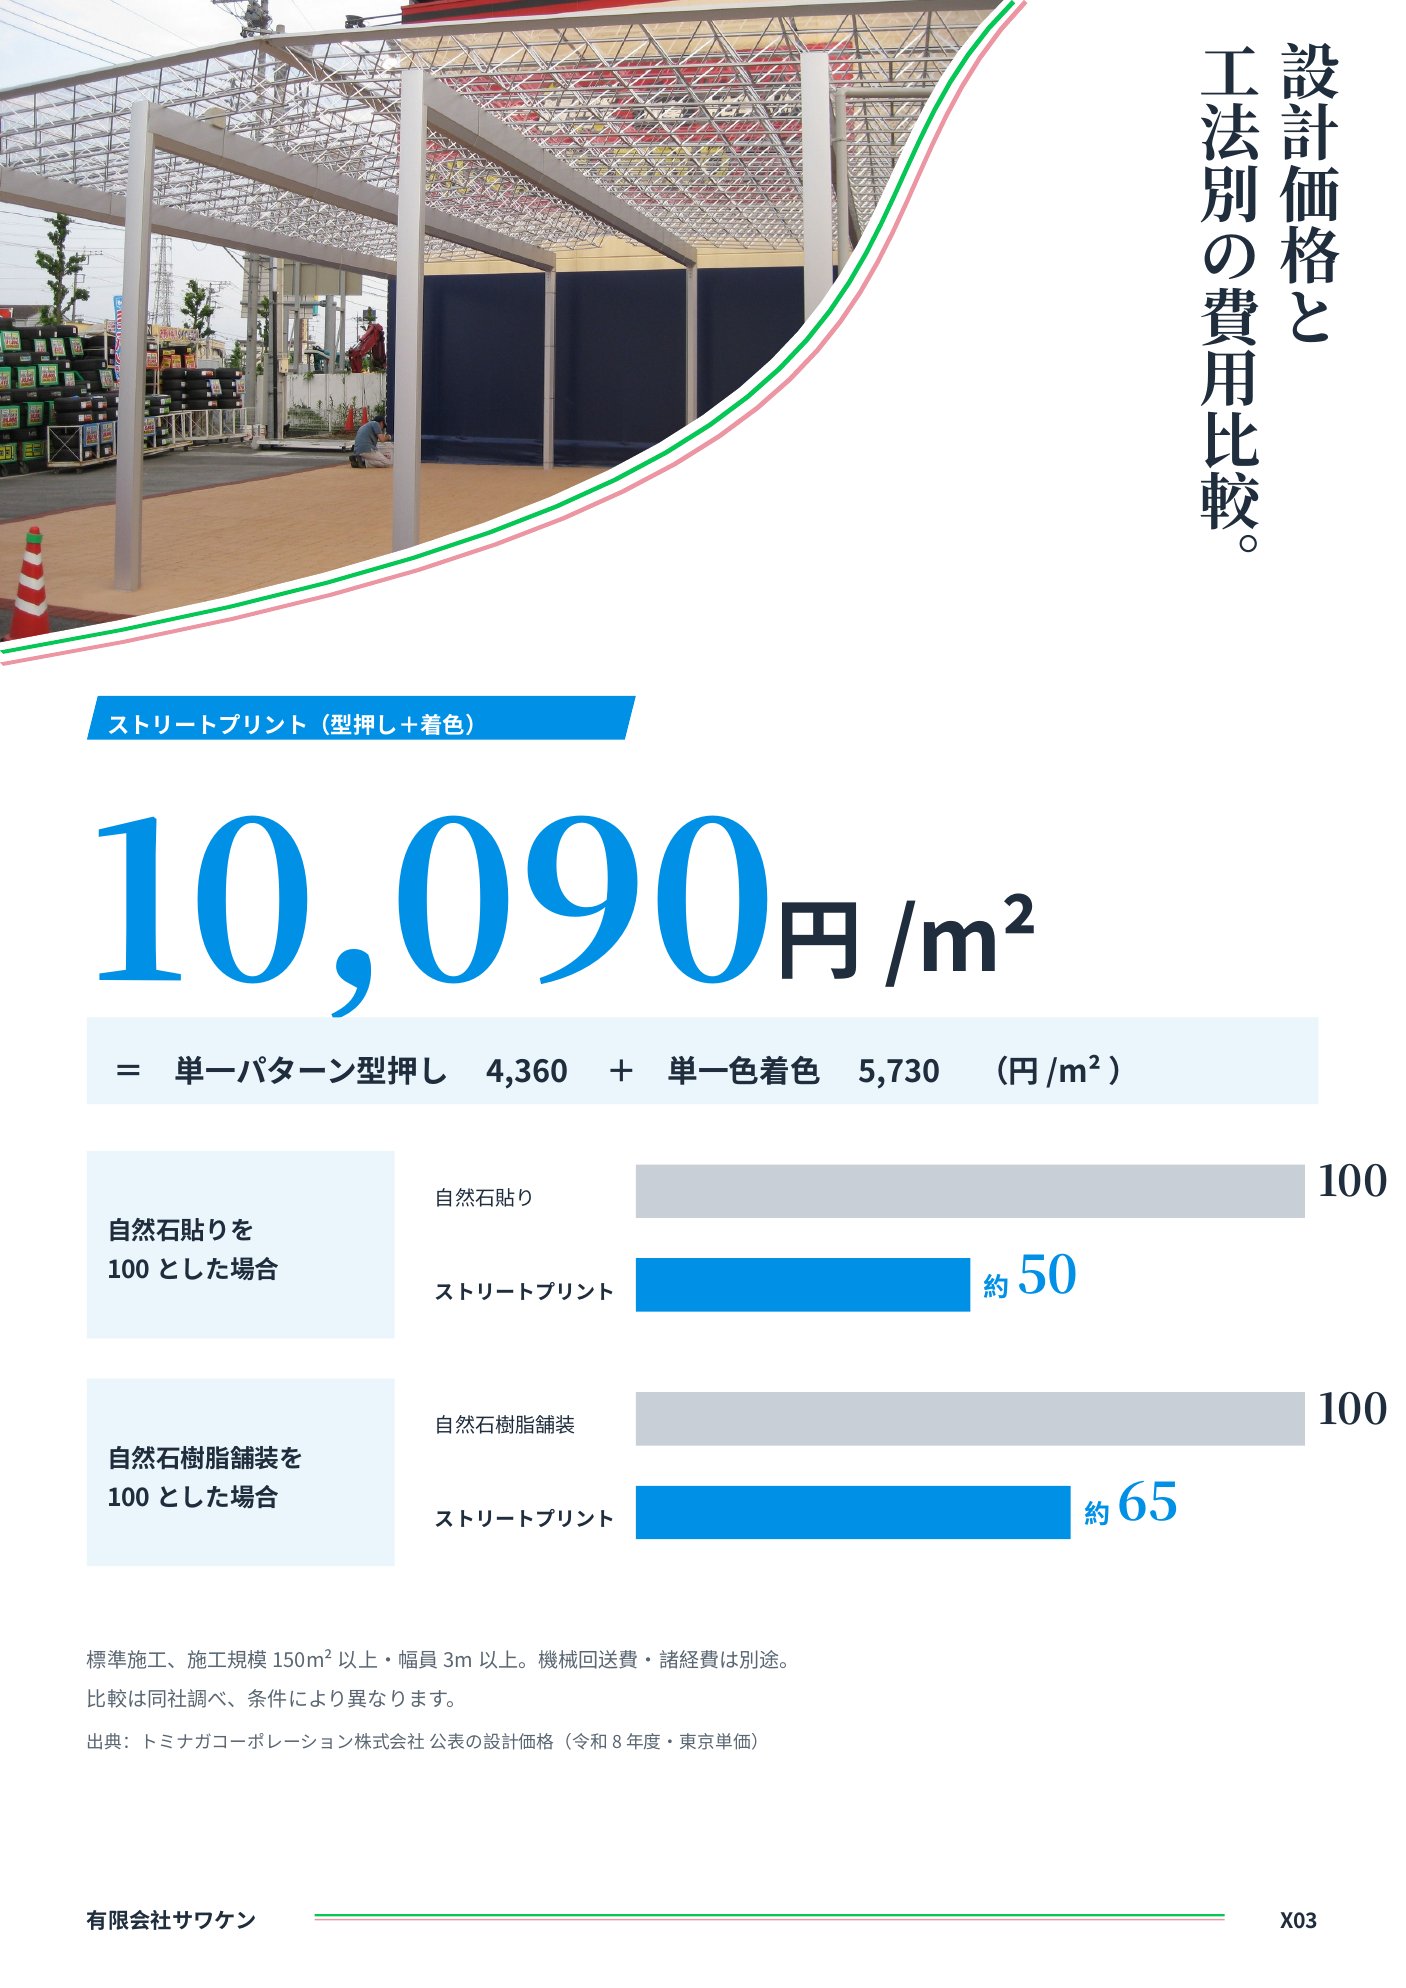 設計価格と
工法別の費用比較。
ストリートプリント（型押し＋着色）
10,090円 /m²
＝ 単一パターン型押し 4,360 ＋ 単一色着色 5,730 （円 /m² ）
自然石貼りを
100 とした場合
自然石貼り 100
ストリートプリント 約 50
自然石樹脂舗装を
100 とした場合
自然石樹脂舗装 100
ストリートプリント 約 65
標準施工、施工規模 150m² 以上・幅員 3m 以上。機械回送費・諸経費は別途。
比較は同社調べ、条件により異なります。
出典：トミナガコーポレーション株式会社 公表の設計価格（令和 8 年度・東京単価）
有限会社サワケン
X03